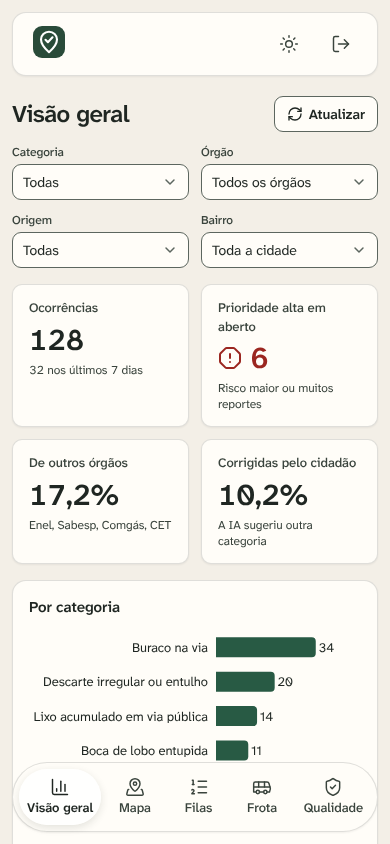 Visão geral
Atualizar
Categoria
Órgão
Todas
Todos os órgãos
Origem
Bairro
Todas
Toda a cidade
Ocorrências
128
32 nos últimos 7 dias
Prioridade alta em
aberto
6
Risco maior ou muitos
reportes
De outros órgãos
17,2%
Enel, Sabesp, Comgás, CET
Corrigidas pelo cidadão
10,2%
A IA sugeriu outra
categoria
Por categoria
Buraco na via 34
Descarte irregular ou entulho 20
Lixo acumulado em via pública 14
Boca de lobo entupida 11
Visão geral
Mapa
Filas
Frota
Qualidade